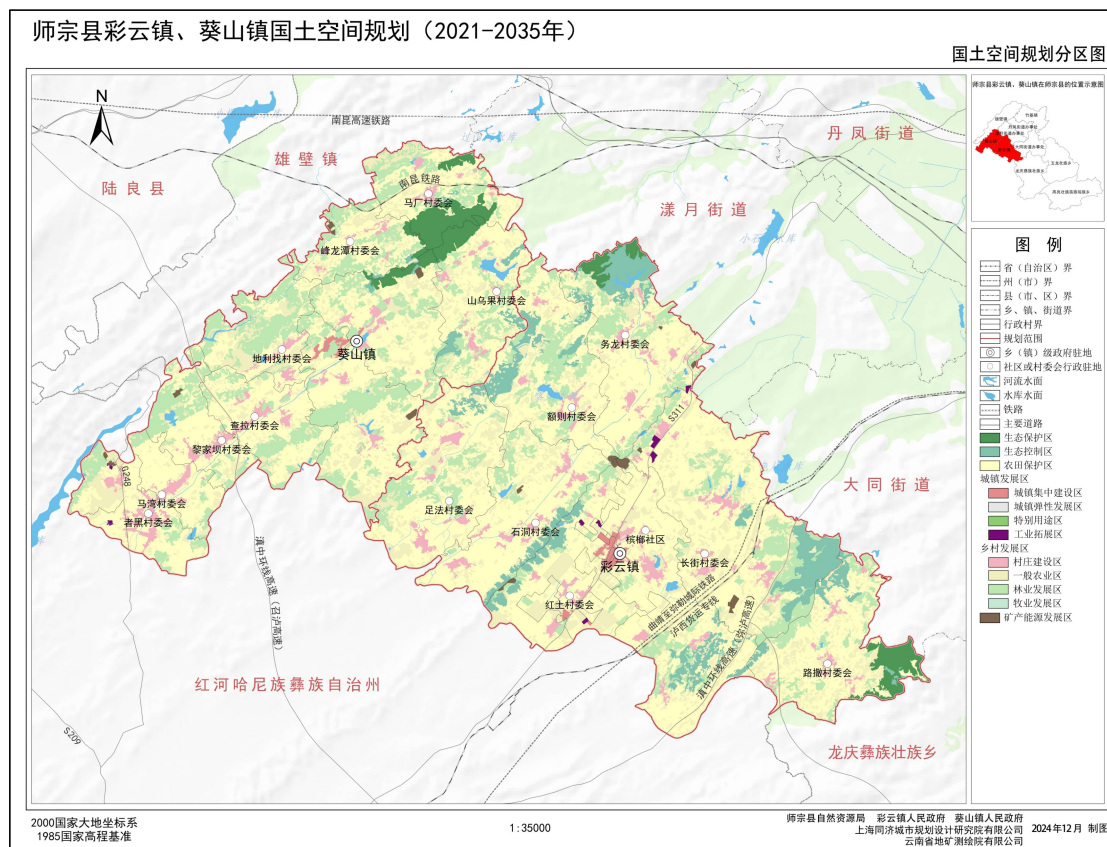 师宗县彩云镇、葵山镇国土空间规划（2021-2035年）
国土空间规划分区图
师宗县彩云镇、葵山镇在师宗县的位置示意图
N
南昆高速铁路
丹凤街道
雄壁镇
陆良县
南昆铁路
马厂村委会
漾月街道
峰龙潭村委会
山乌果村委会
务龙村委会
葵山镇
地利找村委会
额则村委会
S311
查拉村委会
黎家坝村委会
G248
马湾村委会
者黑村委会
大同街道
足法村委会
石洞村委会
槟榔社区
彩云镇
长街村委会
红土村委会
曲靖至弥勒城际铁路
泸西货运专线
滇中环线高速（召泸高速）
滇中环线高速（弥泸高速）
路撒村委会
红河哈尼族彝族自治州
S209
龙庆彝族壮族乡
图 例
省（自治区）界
州（市）界
县（市、区）界
乡、镇、街道界
行政村界
规划范围
乡（镇）级政府驻地
社区或村委会行政驻地
河流水面
水库水面
铁路
主要道路
生态保护区
生态控制区
农田保护区
城镇发展区
城镇集中建设区
城镇弹性发展区
特别用途区
工业拓展区
乡村发展区
村庄建设区
一般农业区
林业发展区
牧业发展区
矿产能源发展区
2000国家大地坐标系
1985国家高程基准
1:35000
师宗县自然资源局 彩云镇人民政府 葵山镇人民政府
上海同济城市规划设计研究院有限公司
云南省地矿测绘院有限公司
2024年12月 制图